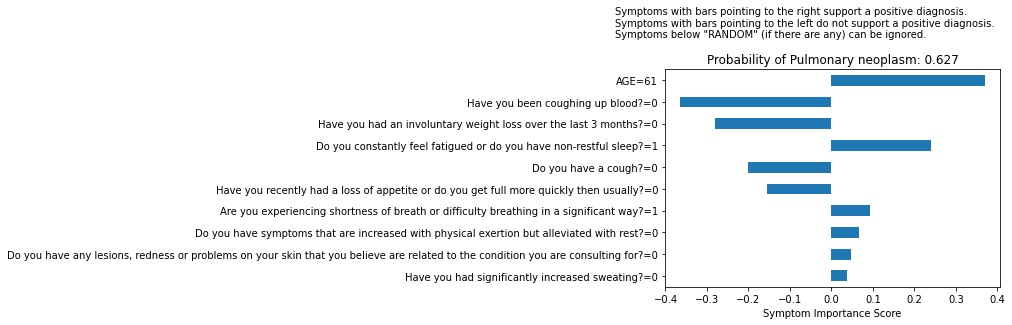 Symptoms with bars pointing to the right support a positive diagnosis.
Symptoms with bars pointing to the left do not support a positive diagnosis.
Symptoms below "RANDOM" (if there are any) can be ignored.
Probability of Pulmonary neoplasm: 0.627
AGE=61
Have you been coughing up blood?=0
Have you had an involuntary weight loss over the last 3 months?=0
Do you constantly feel fatigued or do you have non-restful sleep?=1
Do you have a cough?=0
Have you recently had a loss of appetite or do you get full more quickly then usually?=0
Are you experiencing shortness of breath or difficulty breathing in a significant way?=1
Do you have symptoms that are increased with physical exertion but alleviated with rest?=0
Do you have any lesions, redness or problems on your skin that you believe are related to the condition you are consulting for?=0
Have you had significantly increased sweating?=0
−0.4 −0.3 −0.2 −0.1 0.0 0.1 0.2 0.3 0.4
Symptom Importance Score